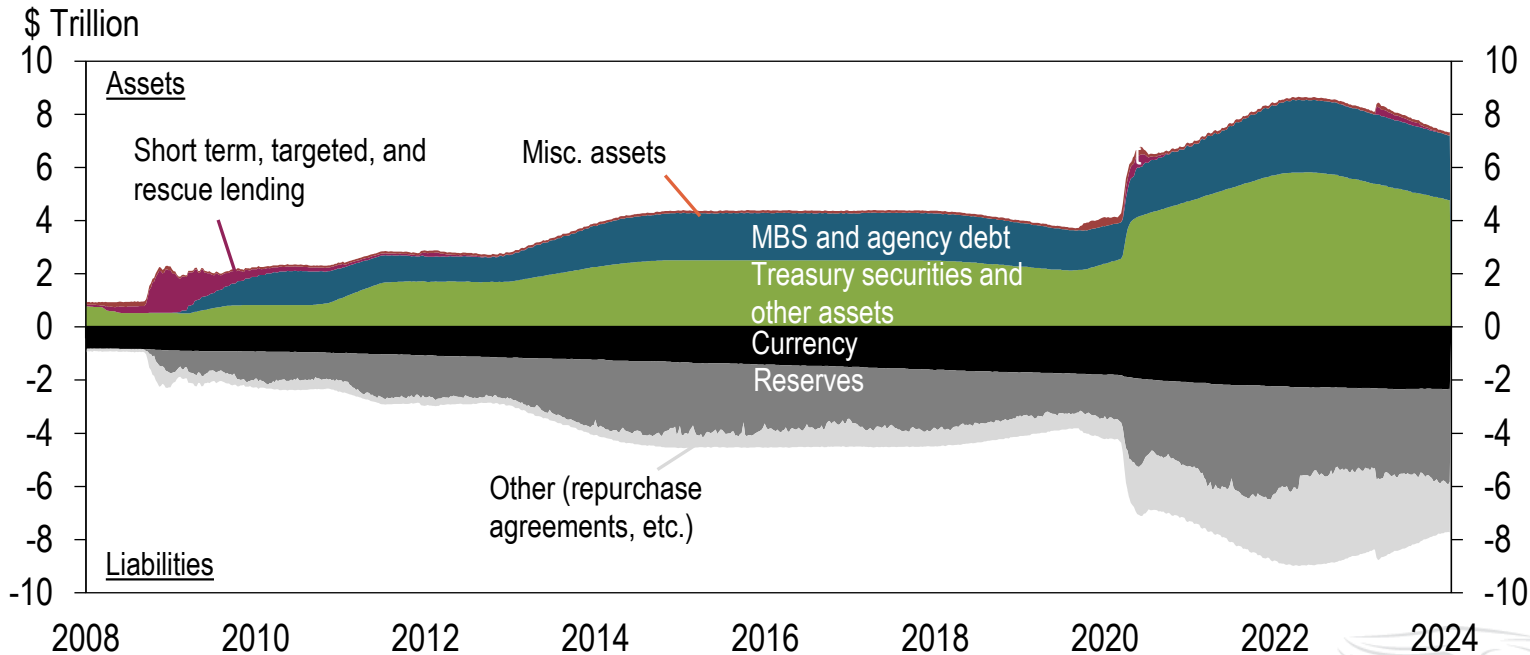 $ Trillion
10
8
6
4
2
0
-2
-4
-6
-8
-10
Assets
Short term, targeted, and
rescue lending
Misc. assets
MBS and agency debt
Treasury securities and
other assets
Currency
Reserves
Other (repurchase
agreements, etc.)
Liabilities
10
8
6
4
2
0
-2
-4
-6
-8
-10
2008 2010 2012 2014 2016 2018 2020 2022 2024